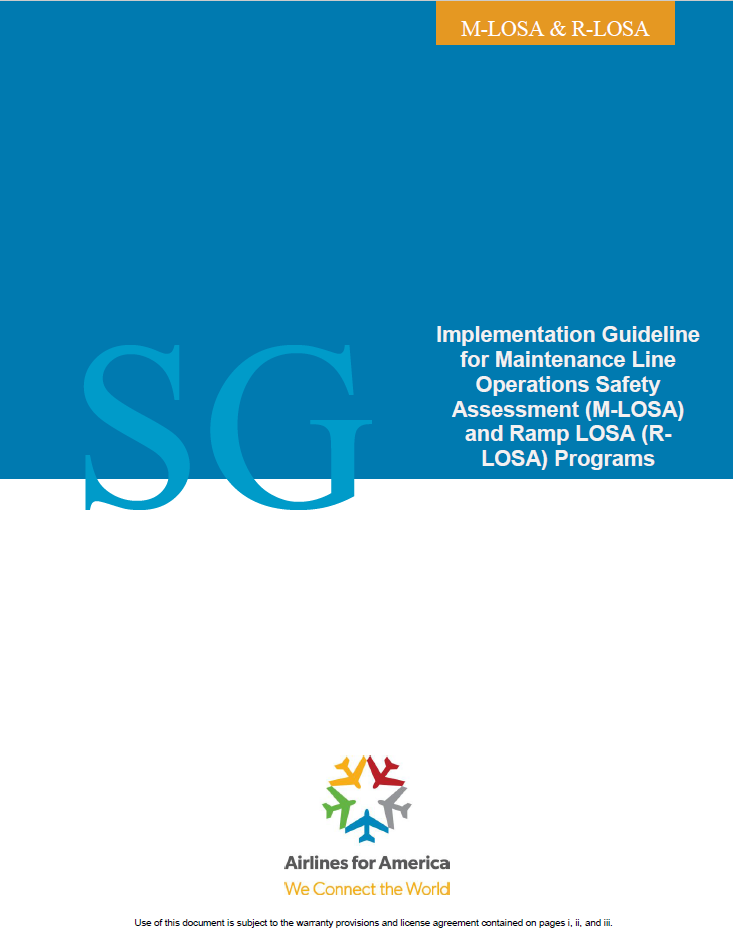 M-LOSA & R-LOSA
Implementation Guideline
for Maintenance Line
Operations Safety
Assessment (M-LOSA)
and Ramp LOSA (R-
LOSA) Programs
SG
Airlines for America
We Connect the World
Use of this document is subject to the warranty provisions and license agreement contained on pages i, ii, and iii.